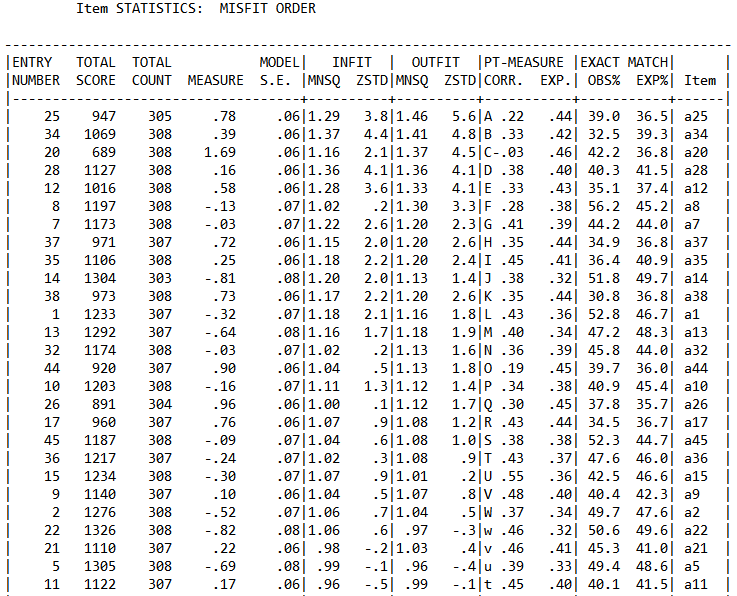 Item STATISTICS:  MISFIT ORDER
--------------------------------------------------------------------------------------------
|ENTRY   TOTAL  TOTAL           MODEL|   INFIT  |  OUTFIT  |PT-MEASURE |EXACT MATCH|      |
|NUMBER  SCORE  COUNT  MEASURE  S.E. |MNSQ  ZSTD|MNSQ  ZSTD|CORR.  EXP.| OBS%  EXP%| Item |
|------------------------------------+----------+----------+-----------+-----------+------|
|    25    947    305     .78     .06|1.29   3.8|1.46   5.6|A .22   .44| 39.0  36.5| a25  |
|    34   1069    308     .39     .06|1.37   4.4|1.41   4.8|B .33   .42| 32.5  39.3| a34  |
|    20    689    308    1.69     .06|1.16   2.1|1.37   4.5|C-.03   .46| 42.2  36.8| a20  |
|    28   1127    308     .16     .06|1.36   4.1|1.36   4.1|D .38   .40| 40.3  41.5| a28  |
|    12   1016    308     .58     .06|1.28   3.6|1.33   4.1|E .33   .43| 35.1  37.4| a12  |
|     8   1197    308    -.13     .07|1.02    .2|1.30   3.3|F .28   .38| 56.2  45.2| a8   |
|     7   1173    308    -.03     .07|1.22   2.6|1.20   2.3|G .41   .39| 44.2  44.0| a7   |
|    37    971    307     .72     .06|1.15   2.0|1.20   2.6|H .35   .44| 34.9  36.8| a37  |
|    35   1106    308     .25     .06|1.18   2.2|1.20   2.4|I .45   .41| 36.4  40.9| a35  |
|    14   1304    303    -.81     .08|1.20   2.0|1.13   1.4|J .38   .32| 51.8  49.7| a14  |
|    38    973    308     .73     .06|1.17   2.2|1.20   2.6|K .35   .44| 30.8  36.8| a38  |
|     1   1233    307    -.32     .07|1.18   2.1|1.16   1.8|L .43   .36| 52.8  46.7| a1   |
|    13   1292    307    -.64     .08|1.16   1.7|1.18   1.9|M .40   .34| 47.2  48.3| a13  |
|    32   1174    308    -.03     .07|1.02    .2|1.13   1.6|N .36   .39| 45.8  44.0| a32  |
|    44    920    307     .90     .06|1.04    .5|1.13   1.8|O .19   .45| 39.7  36.0| a44  |
|    10   1203    308    -.16     .07|1.11   1.3|1.12   1.4|P .34   .38| 40.9  45.4| a10  |
|    26    891    304     .96     .06|1.00    .1|1.12   1.7|Q .30   .45| 37.8  35.7| a26  |
|    17    960    307     .76     .06|1.07    .9|1.08   1.2|R .43   .44| 34.5  36.7| a17  |
|    45   1187    308    -.09     .07|1.04    .6|1.08   1.0|S .38   .38| 52.3  44.7| a45  |
|    36   1217    307    -.24     .07|1.02    .3|1.08    .9|T .43   .37| 47.6  46.0| a36  |
|    15   1234    308    -.30     .07|1.07    .9|1.01    .2|U .55   .36| 42.5  46.6| a15  |
|     9   1140    307     .10     .06|1.04    .5|1.07    .8|V .48   .40| 40.4  42.3| a9   |
|     2   1276    308    -.52     .07|1.06    .7|1.04    .5|W .37   .34| 49.7  47.6| a2   |
|    22   1326    308    -.82     .08|1.06    .6| .97   -.3|w .46   .32| 50.6  49.6| a22  |
|    21   1110    307     .22     .06| .98   -.2|1.03    .4|v .46   .41| 45.3  41.0| a21  |
|     5   1305    308    -.69     .08| .99   -.1| .96   -.4|u .39   .33| 49.4  48.6| a5   |
|    11   1122    307     .17     .06| .96   -.5| .99   -.1|t .45   .40| 40.1  41.5| a11  |